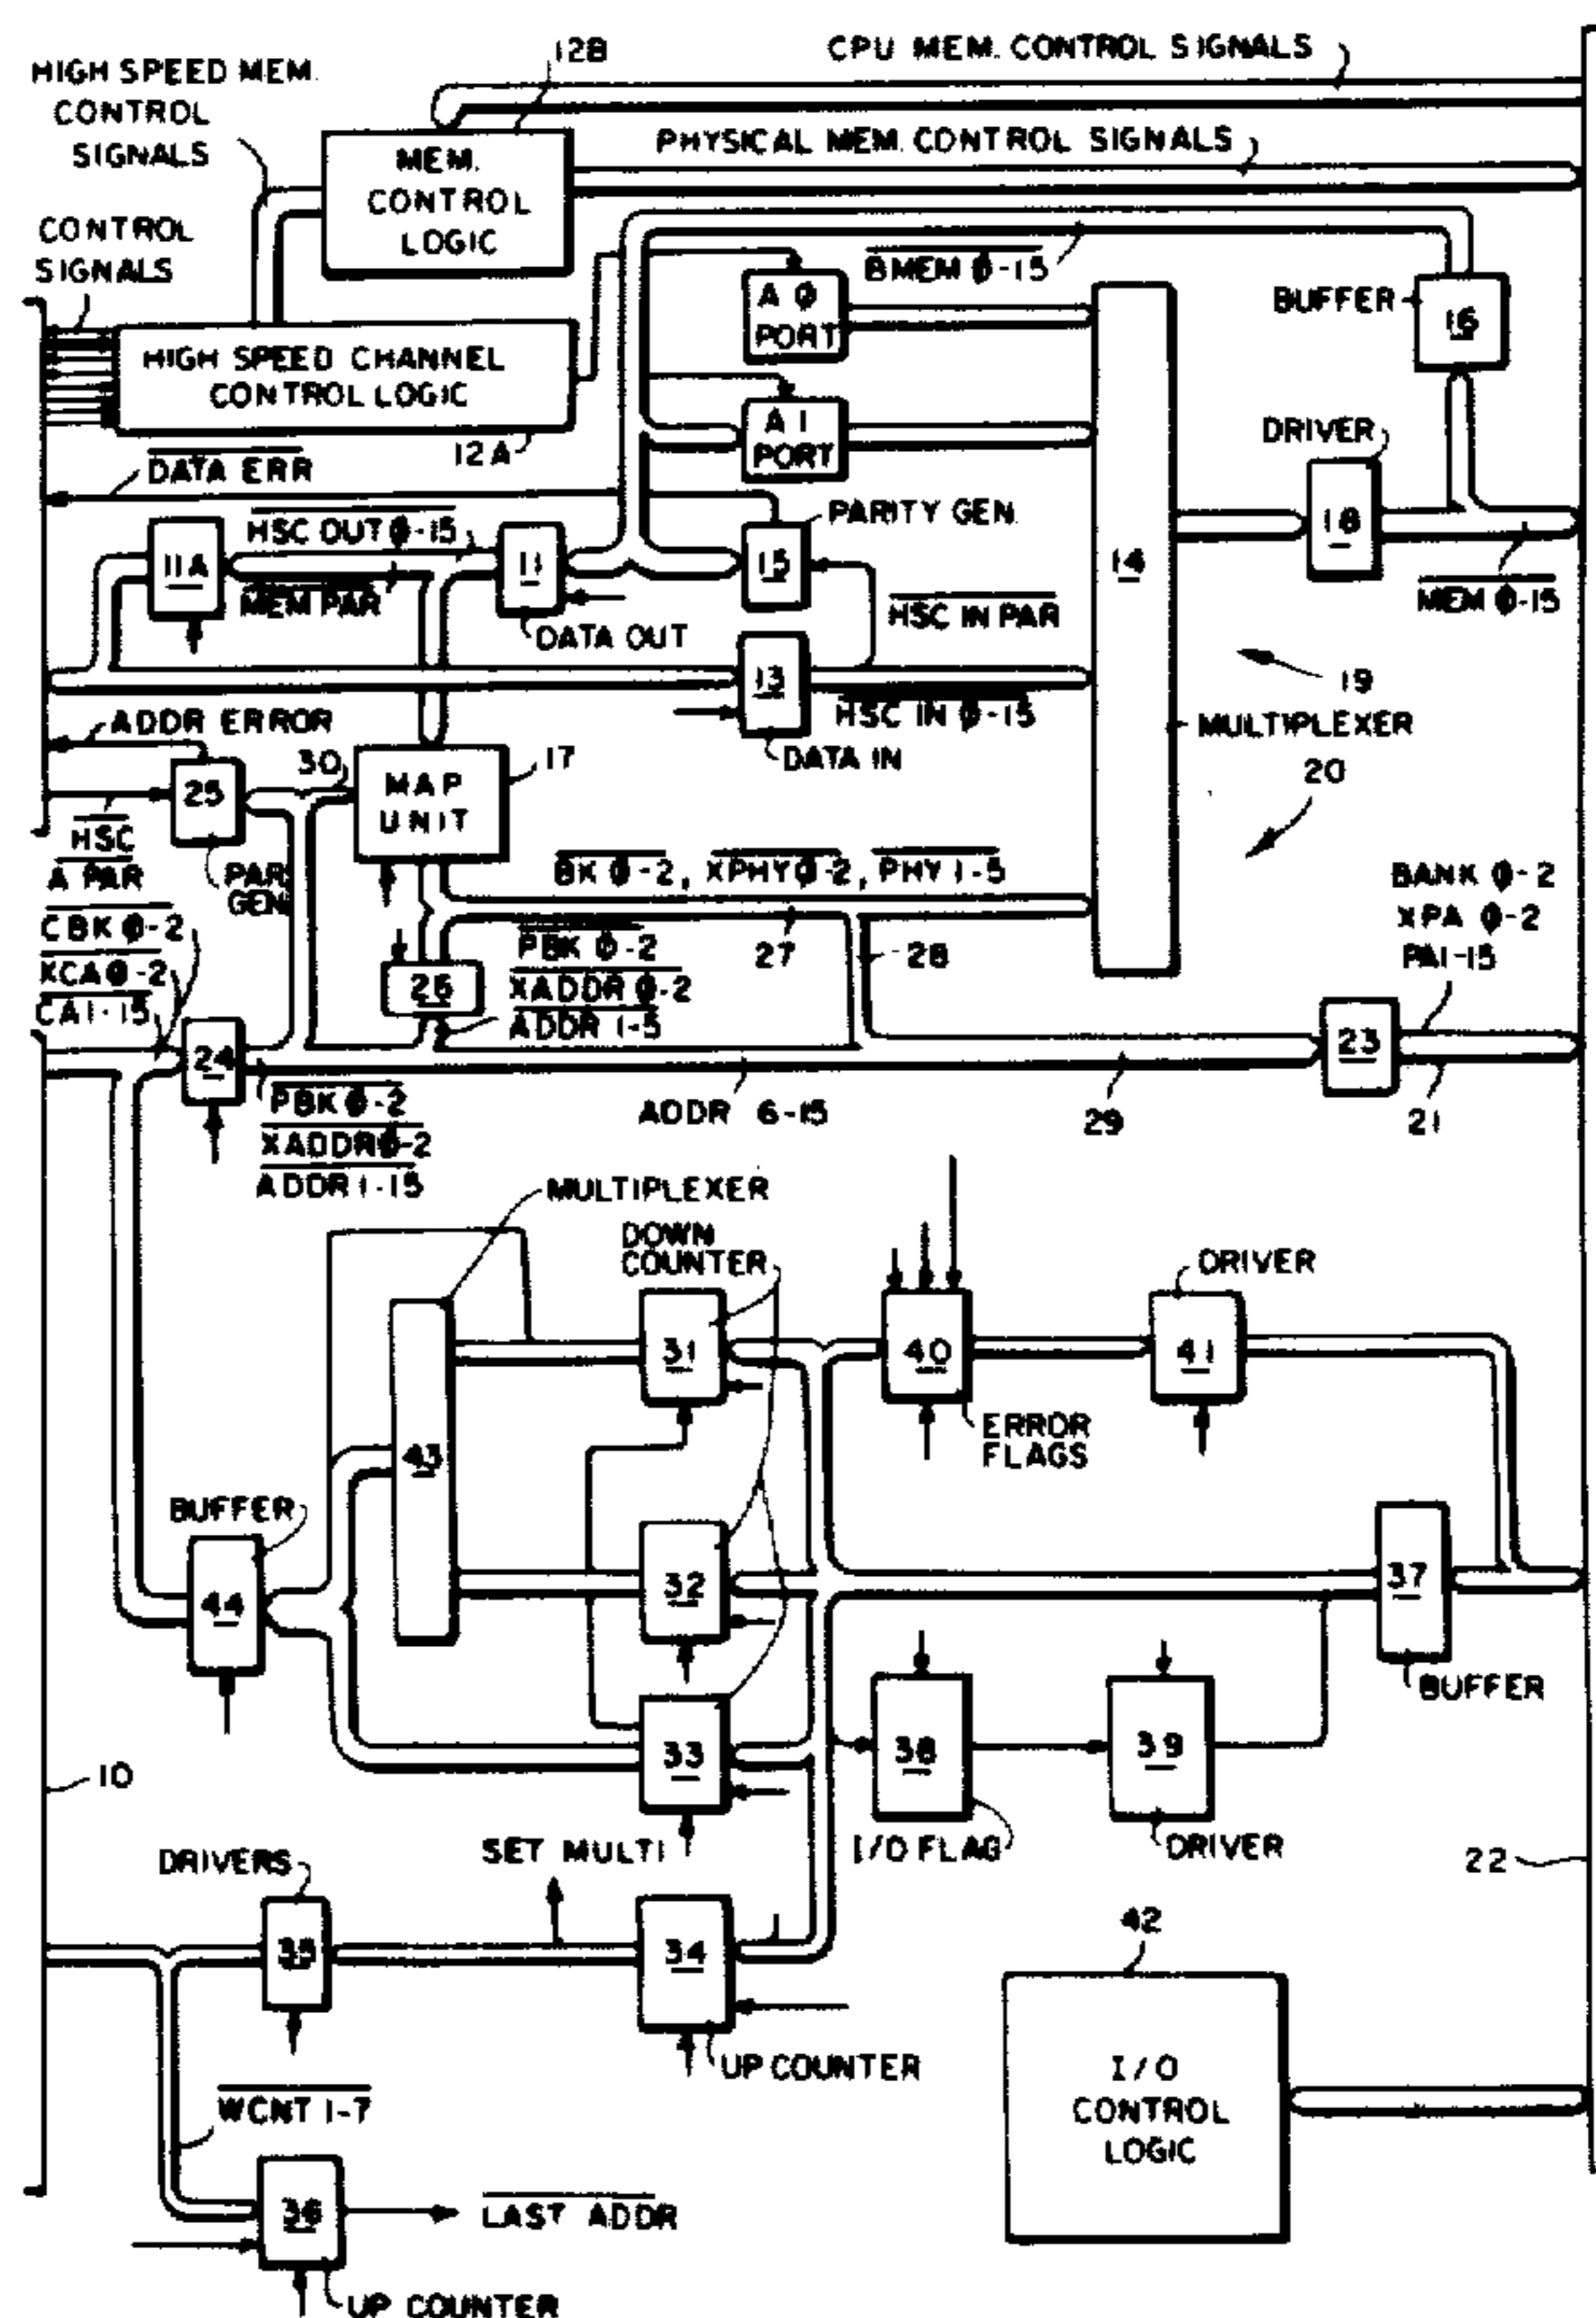 12B
CPU MEM. CONTROL SIGNALS
HIGH SPEED MEM.
CONTROL
SIGNALS
PHYSICAL MEM. CONTROL SIGNALS
MEM.
CONTROL
LOGIC
CONTROL
SIGNALS
BMEM 0-15
A 0
PORT
BUFFER
16
HIGH SPEED CHANNEL
CONTROL LOGIC
12A
A 1
PORT
DRIVER
18
DATA ERR
PARITY GEN.
HSC OUT 0-15
11A
11
15
14
MEM PAR
HSC IN PAR
MEM 0-15
DATA OUT
13
19
HSC IN 0-15
MULTIPLEXER
ADDR ERROR
DATA IN
30
17
20
25
MAP
UNIT
HSC
A PAR
PAR
GEN.
BK 0-2, XPHY 0-2, PHY 1-5
BANK 0-2
XPA 0-2
PA1-15
CBK 0-2
XCA 0-2
CA1-15
PBK 0-2
XADDR 0-2
ADDR 1-5
27
28
26
24
23
PBK 0-2
XADDR 0-2
ADDR 1-15
ADDR 6-15
29
21
MULTIPLEXER
DOWN
COUNTER
DRIVER
31
40
41
ERROR
FLAGS
43
BUFFER
32
37
44
BUFFER
33
38
39
10
SET MULTI
I/O FLAG
DRIVER
22
DRIVERS
35
34
42
UP COUNTER
I/O
CONTROL
LOGIC
WCNT 1-7
36
LAST ADDR
UP COUNTER